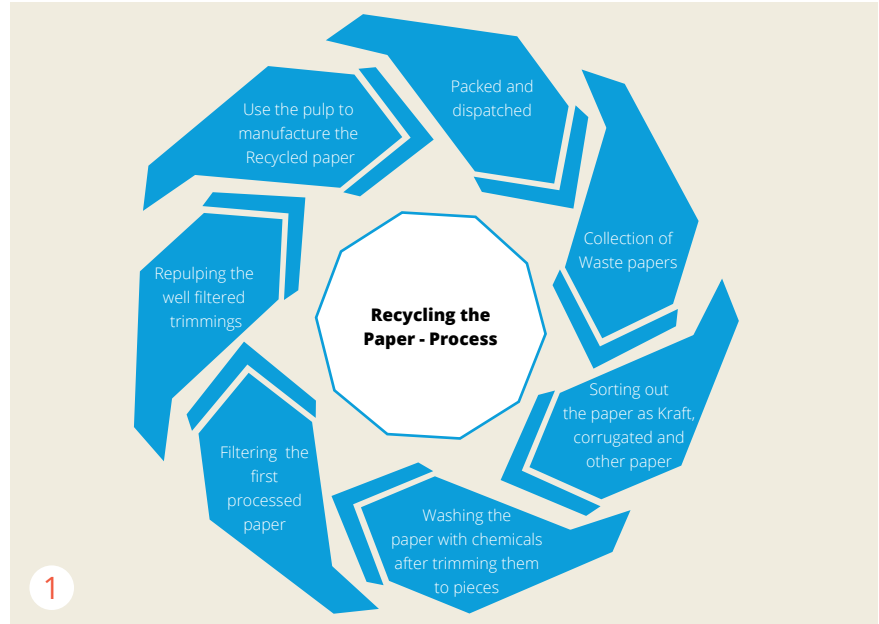 Recycling the
Paper - Process
Packed and
dispatched
Collection of
Waste papers
Sorting out
the paper as Kraft,
corrugated and
other paper
Washing the
paper with chemicals
after trimming them
to pieces
Filtering the
first
processed
paper
Repulping the
well filtered
trimmings
Use the pulp to
manufacture the
Recycled paper
1